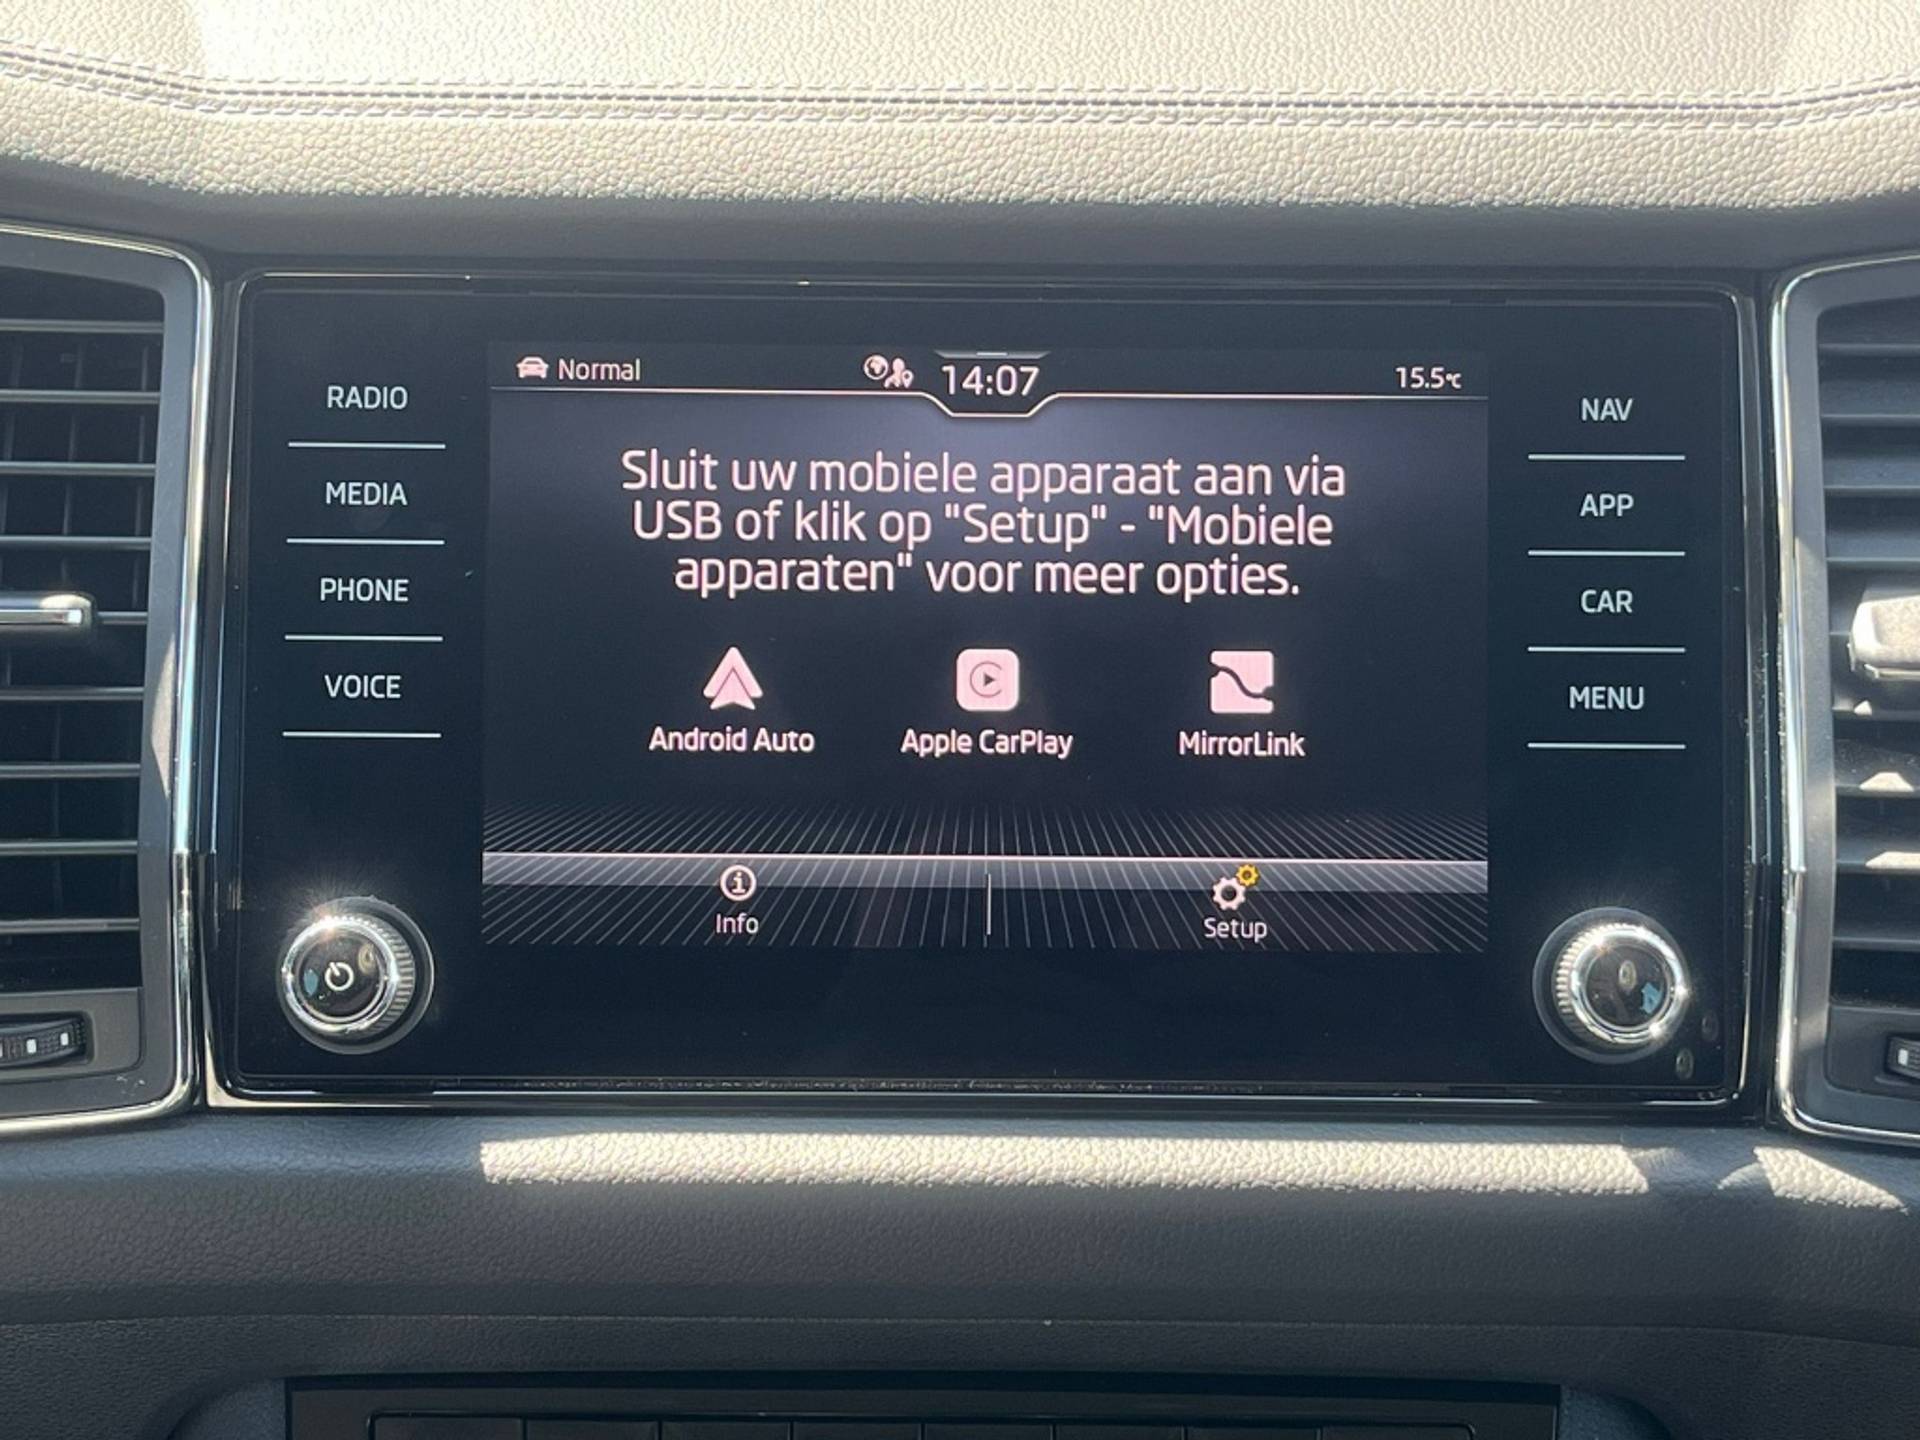 RADIO
MEDIA
PHONE
VOICE
Normal
14:07
15.5°C
Sluit uw mobiele apparaat aan via
USB of klik op "Setup" - "Mobiele
apparaten" voor meer opties.
Android Auto
Apple CarPlay
MirrorLink
Info
Setup
NAV
APP
CAR
MENU